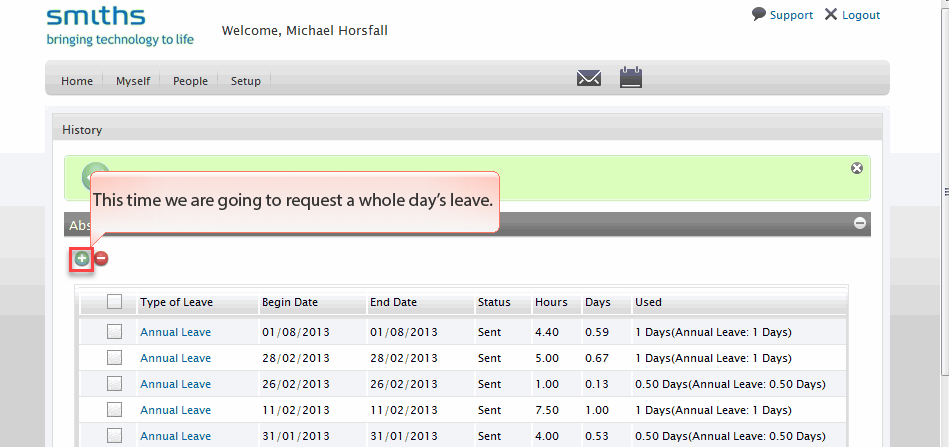 smiths
bringing technology to life
Welcome, Michael Horsfall
Support Logout
Home Myself People Setup
History
This time we are going to request a whole day's leave.
Abs
Type of Leave Begin Date End Date Status Hours Days Used
Annual Leave 01/08/2013 01/08/2013 Sent 4.40 0.59 1 Days(Annual Leave: 1 Days)
Annual Leave 28/02/2013 28/02/2013 Sent 5.00 0.67 1 Days(Annual Leave: 1 Days)
Annual Leave 26/02/2013 26/02/2013 Sent 1.00 0.13 0.50 Days(Annual Leave: 0.50 Days)
Annual Leave 11/02/2013 11/02/2013 Sent 7.50 1.00 1 Days(Annual Leave: 1 Days)
Annual Leave 31/01/2013 31/01/2013 Sent 4.00 0.53 0.50 Days(Annual Leave: 0.50 Days)